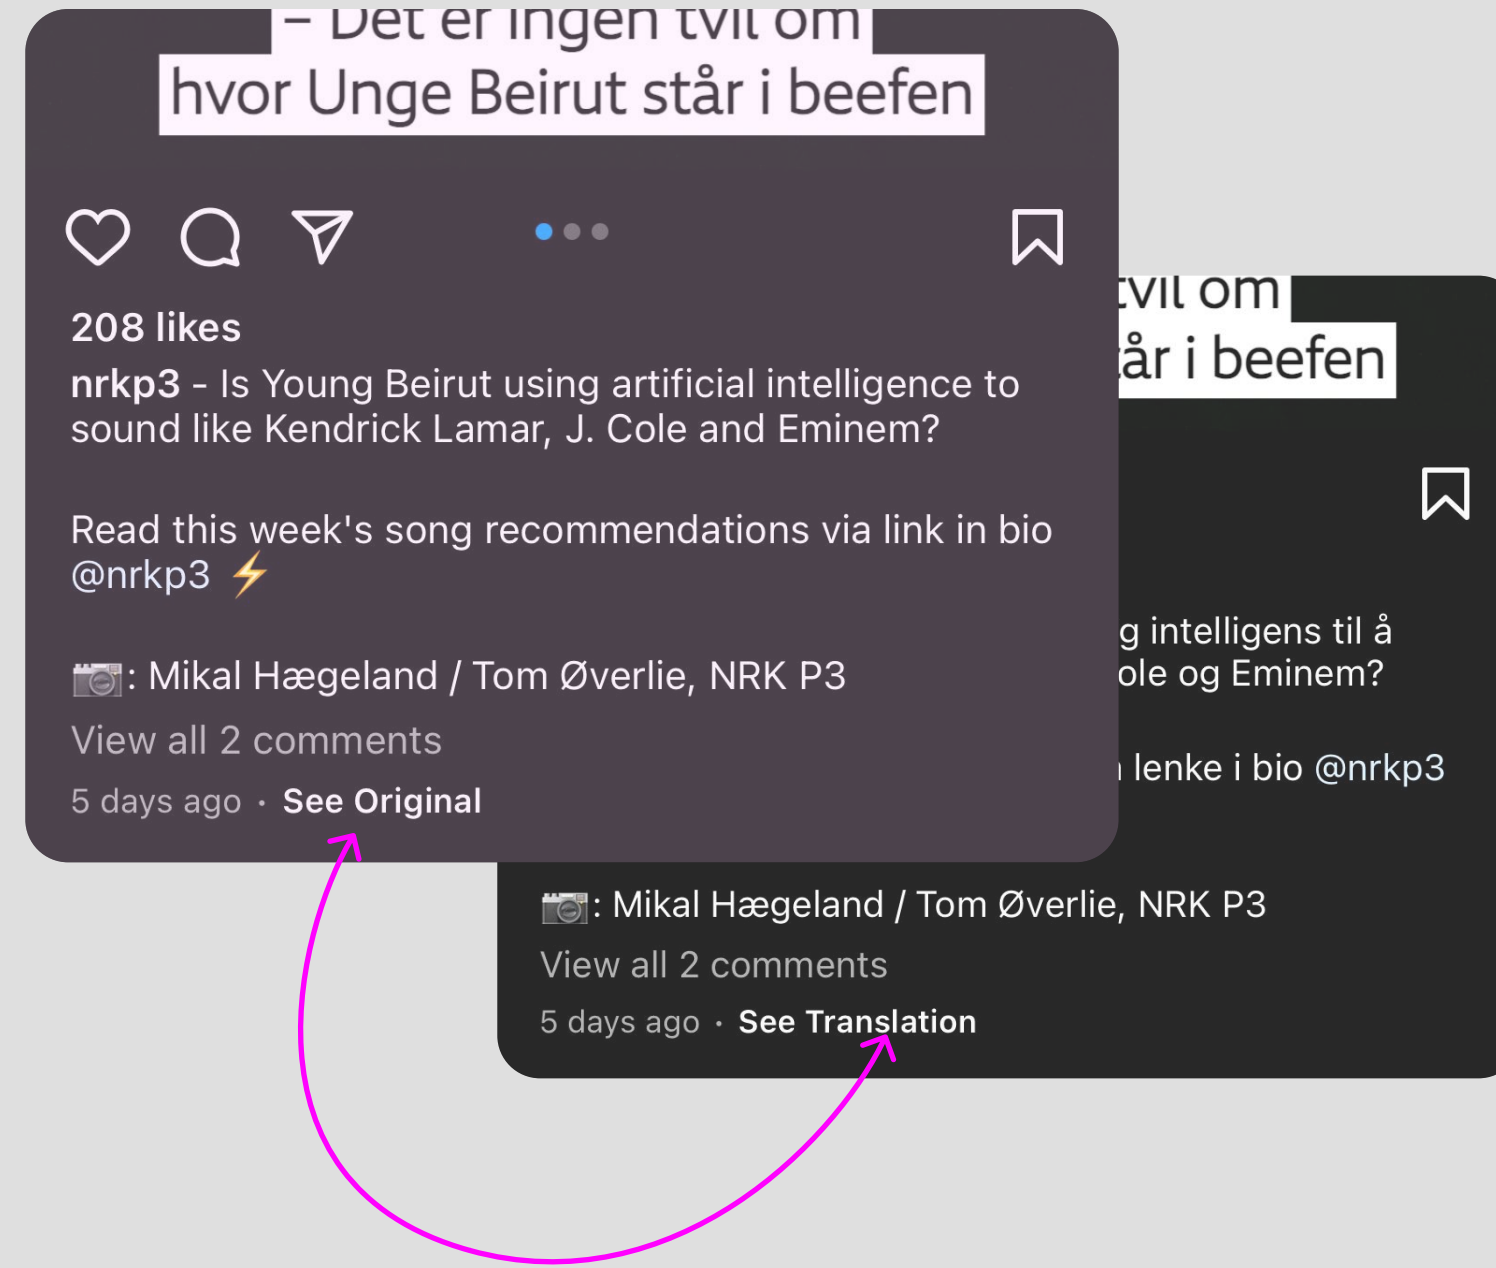 – Det er ingen tvil om
hvor Unge Beirut står i beefen
208 likes
nrkp3 - Is Young Beirut using artificial intelligence to
sound like Kendrick Lamar, J. Cole and Eminem?
Read this week's song recommendations via link in bio
@nrkp3 ⚡
📷: Mikal Hægeland / Tom Øverlie, NRK P3
View all 2 comments
5 days ago · See Original
tvil om
i beefen
intelligens til å
og Eminem?
lenke i bio @nrkp3
📷: Mikal Hægeland / Tom Øverlie, NRK P3
View all 2 comments
5 days ago · See Translation